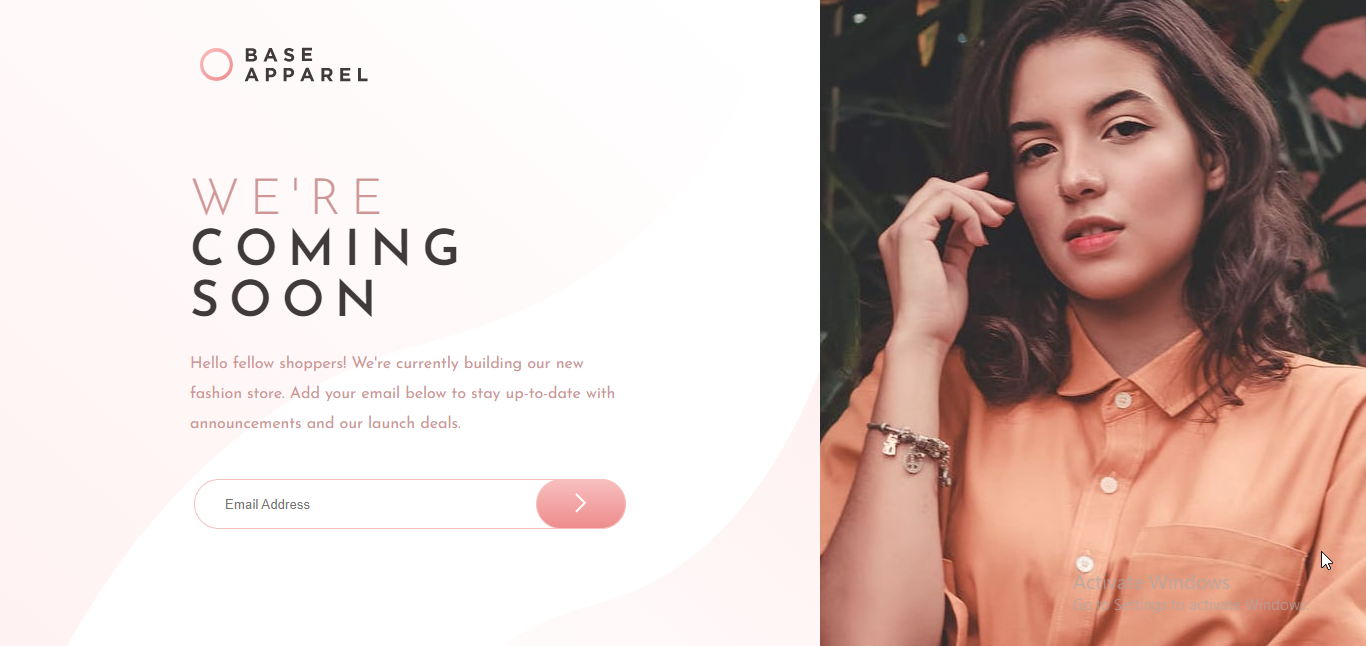 BASE
APPAREL
WE'RE
COMING
SOON
Hello fellow shoppers! We're currently building our new
fashion store. Add your email below to stay up-to-date with
announcements and our launch deals.
Email Address
Activate Windows
Go to Settings to activate Windows.